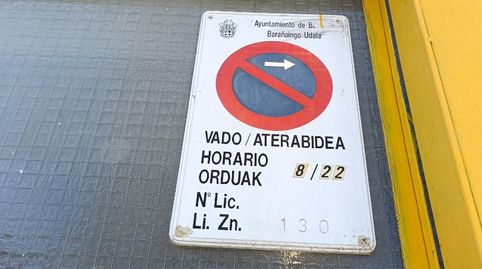 Ayuntamiento de B
Barañaingo Udala
VADO/ATERABIDEA
HORARIO
ORDUAK 8/22
Nº Lic.
Li. Zn. 130